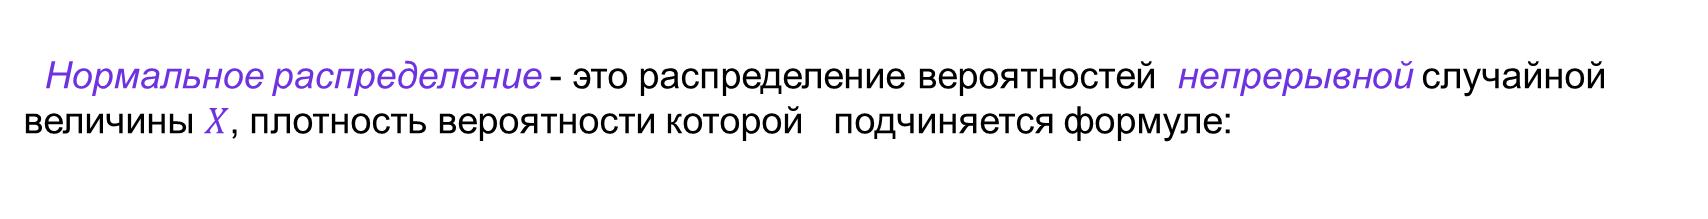 Нормальное распределение - это распределение вероятностей непрерывной случайной
величины X, плотность вероятности которой подчиняется формуле: